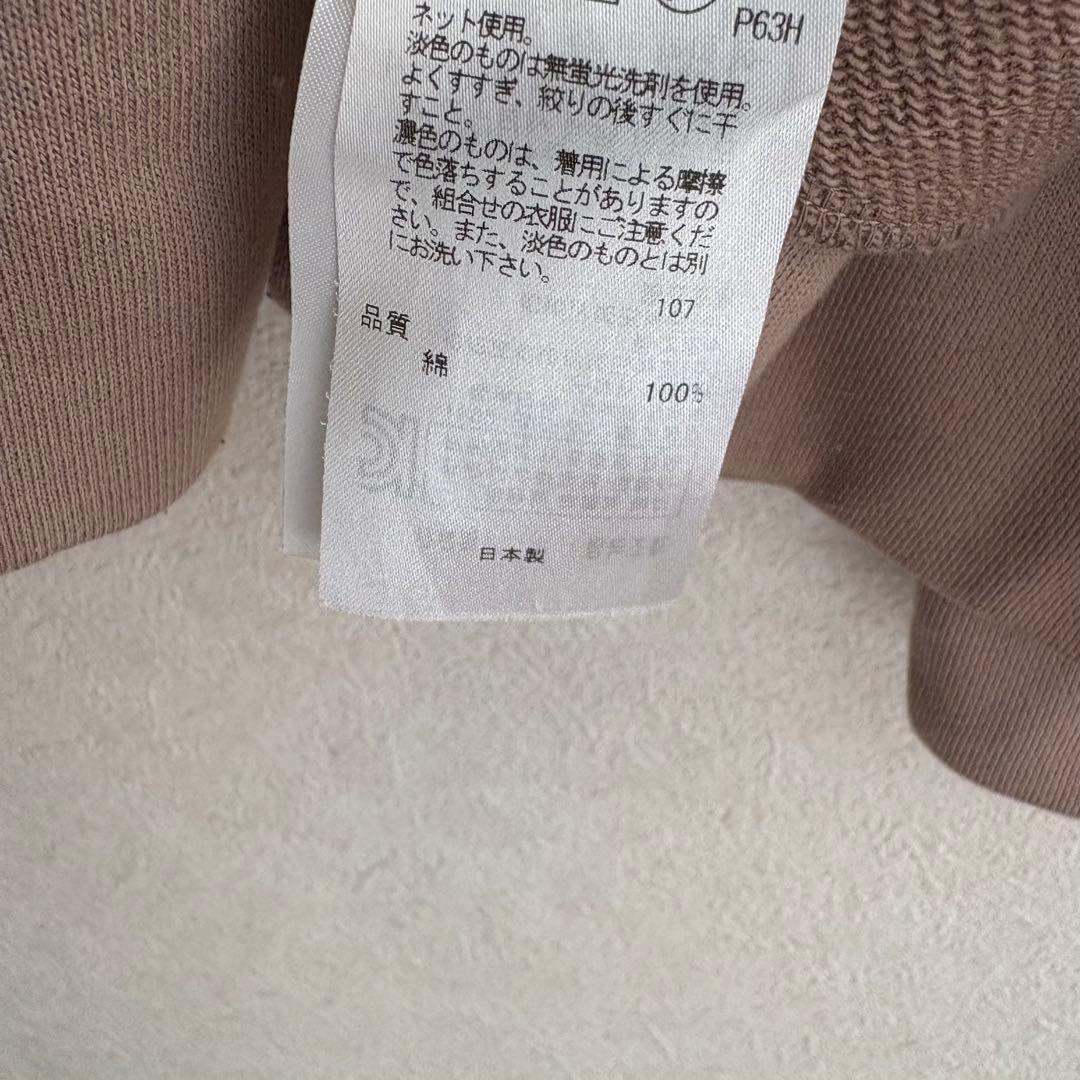 P63H
ネット使用。
淡色のものは無蛍光洗剤を使用。
よくすすぎ、絞りの後すぐに干
すこと。
濃色のものは、着用による摩擦
で色落ちすることがありますの
で、組合せの衣服にご注意くだ
さい。また、淡色のものとは別
にお洗い下さい。
107
品質
綿 100%
日本製